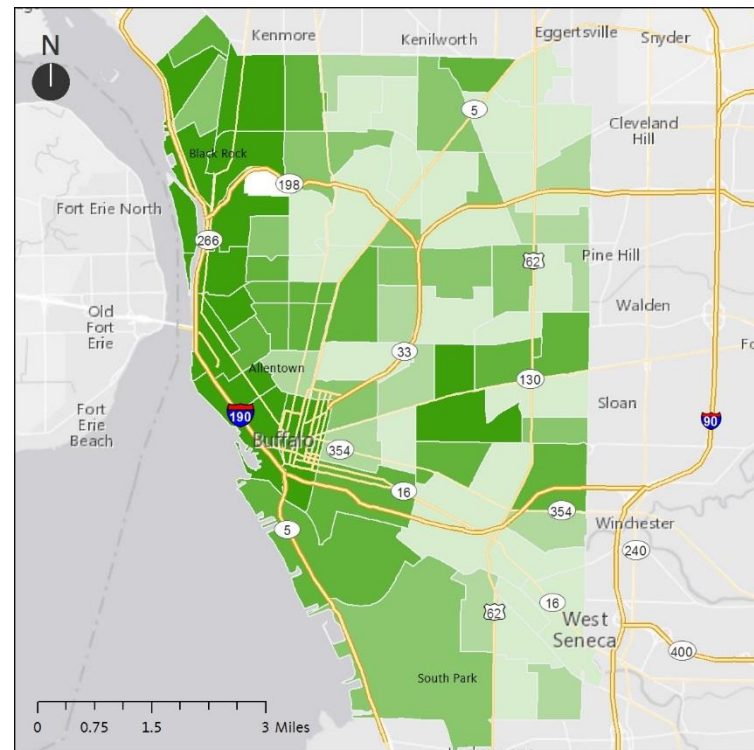 N
Kenmore
Kenilworth
Eggertsville
Snyder
5
Cleveland
Hill
Black Rock
198
Fort Erie North
266
62
Pine Hill
Old
Fort
Erie
Walden
33
Allentown
130
Fort
Erie
Beach
190
Sloan
90
Buffalo
354
16
354
5
Winchester
240
62
16
West
Seneca
400
South Park
0 0.75 1.5 3 Miles